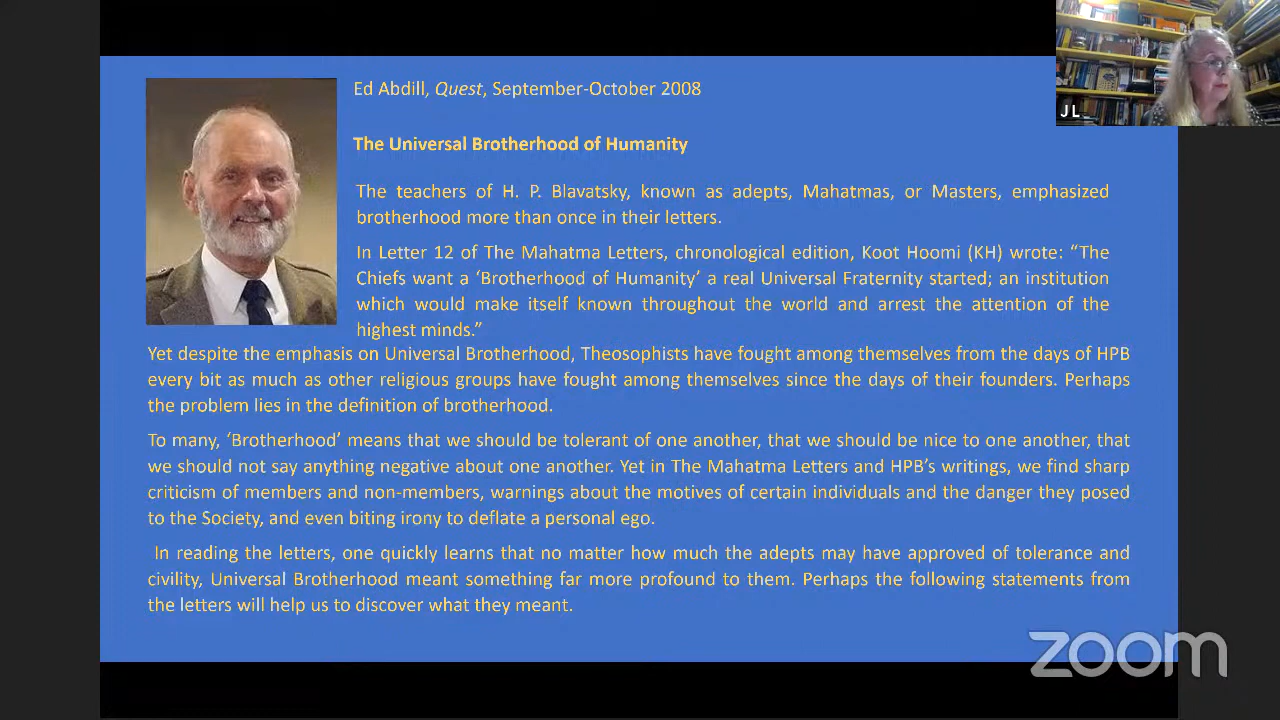 Ed Abdill, Quest, September-October 2008
The Universal Brotherhood of Humanity
The teachers of H. P. Blavatsky, known as adepts, Mahatmas, or Masters, emphasized
brotherhood more than once in their letters.
In Letter 12 of The Mahatma Letters, chronological edition, Koot Hoomi (KH) wrote: “The
Chiefs want a ‘Brotherhood of Humanity’ a real Universal Fraternity started; an institution
which would make itself known throughout the world and arrest the attention of the
highest minds.”
Yet despite the emphasis on Universal Brotherhood, Theosophists have fought among themselves from the days of HPB
every bit as much as other religious groups have fought among themselves since the days of their founders. Perhaps
the problem lies in the definition of brotherhood.
To many, ‘Brotherhood’ means that we should be tolerant of one another, that we should be nice to one another, that
we should not say anything negative about one another. Yet in The Mahatma Letters and HPB’s writings, we find sharp
criticism of members and non-members, warnings about the motives of certain individuals and the danger they posed
to the Society, and even biting irony to deflate a personal ego.
In reading the letters, one quickly learns that no matter how much the adepts may have approved of tolerance and
civility, Universal Brotherhood meant something far more profound to them. Perhaps the following statements from
the letters will help us to discover what they meant.
J L
zoom